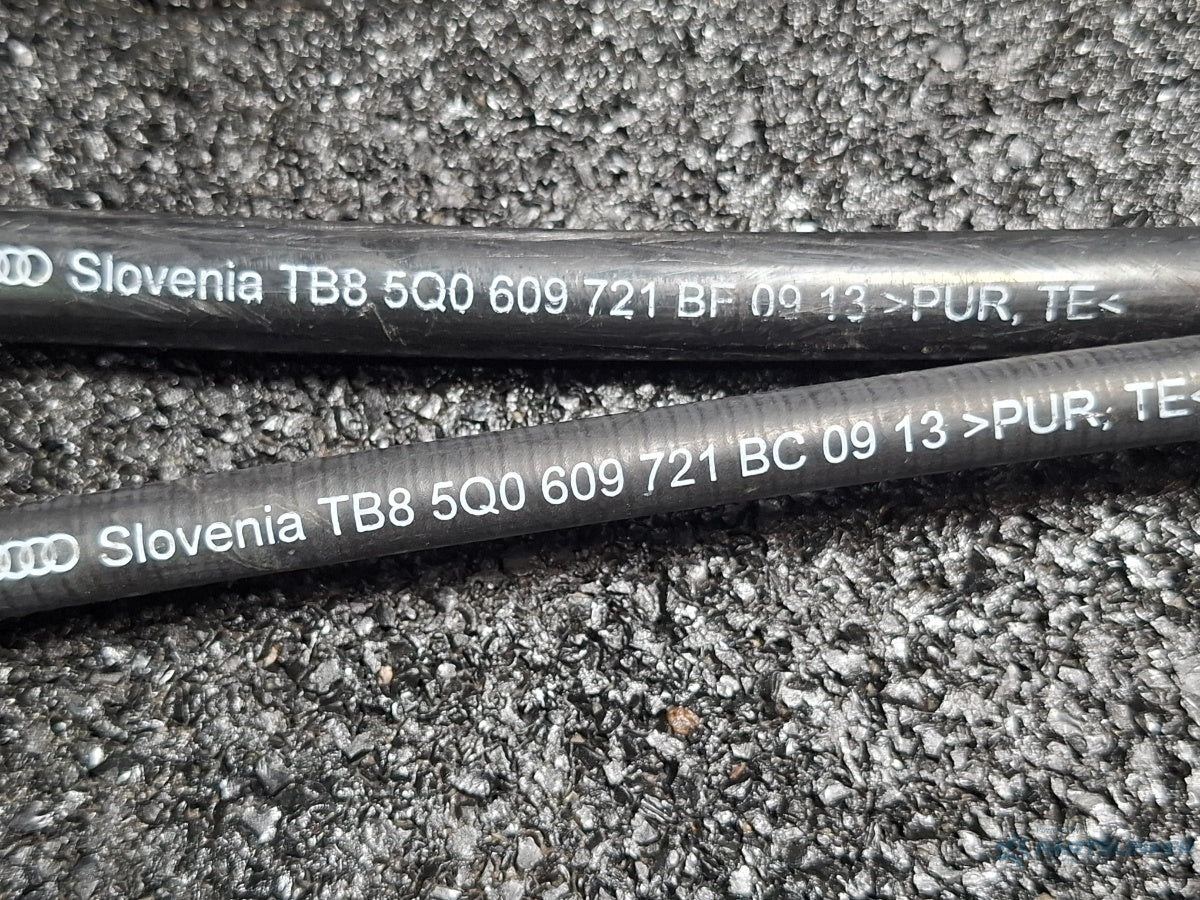 Slovenia TB8 5Q0 609 721 BF 09 13 >PUR, TE<
Slovenia TB8 5Q0 609 721 BC 09 13 >PUR, TE<